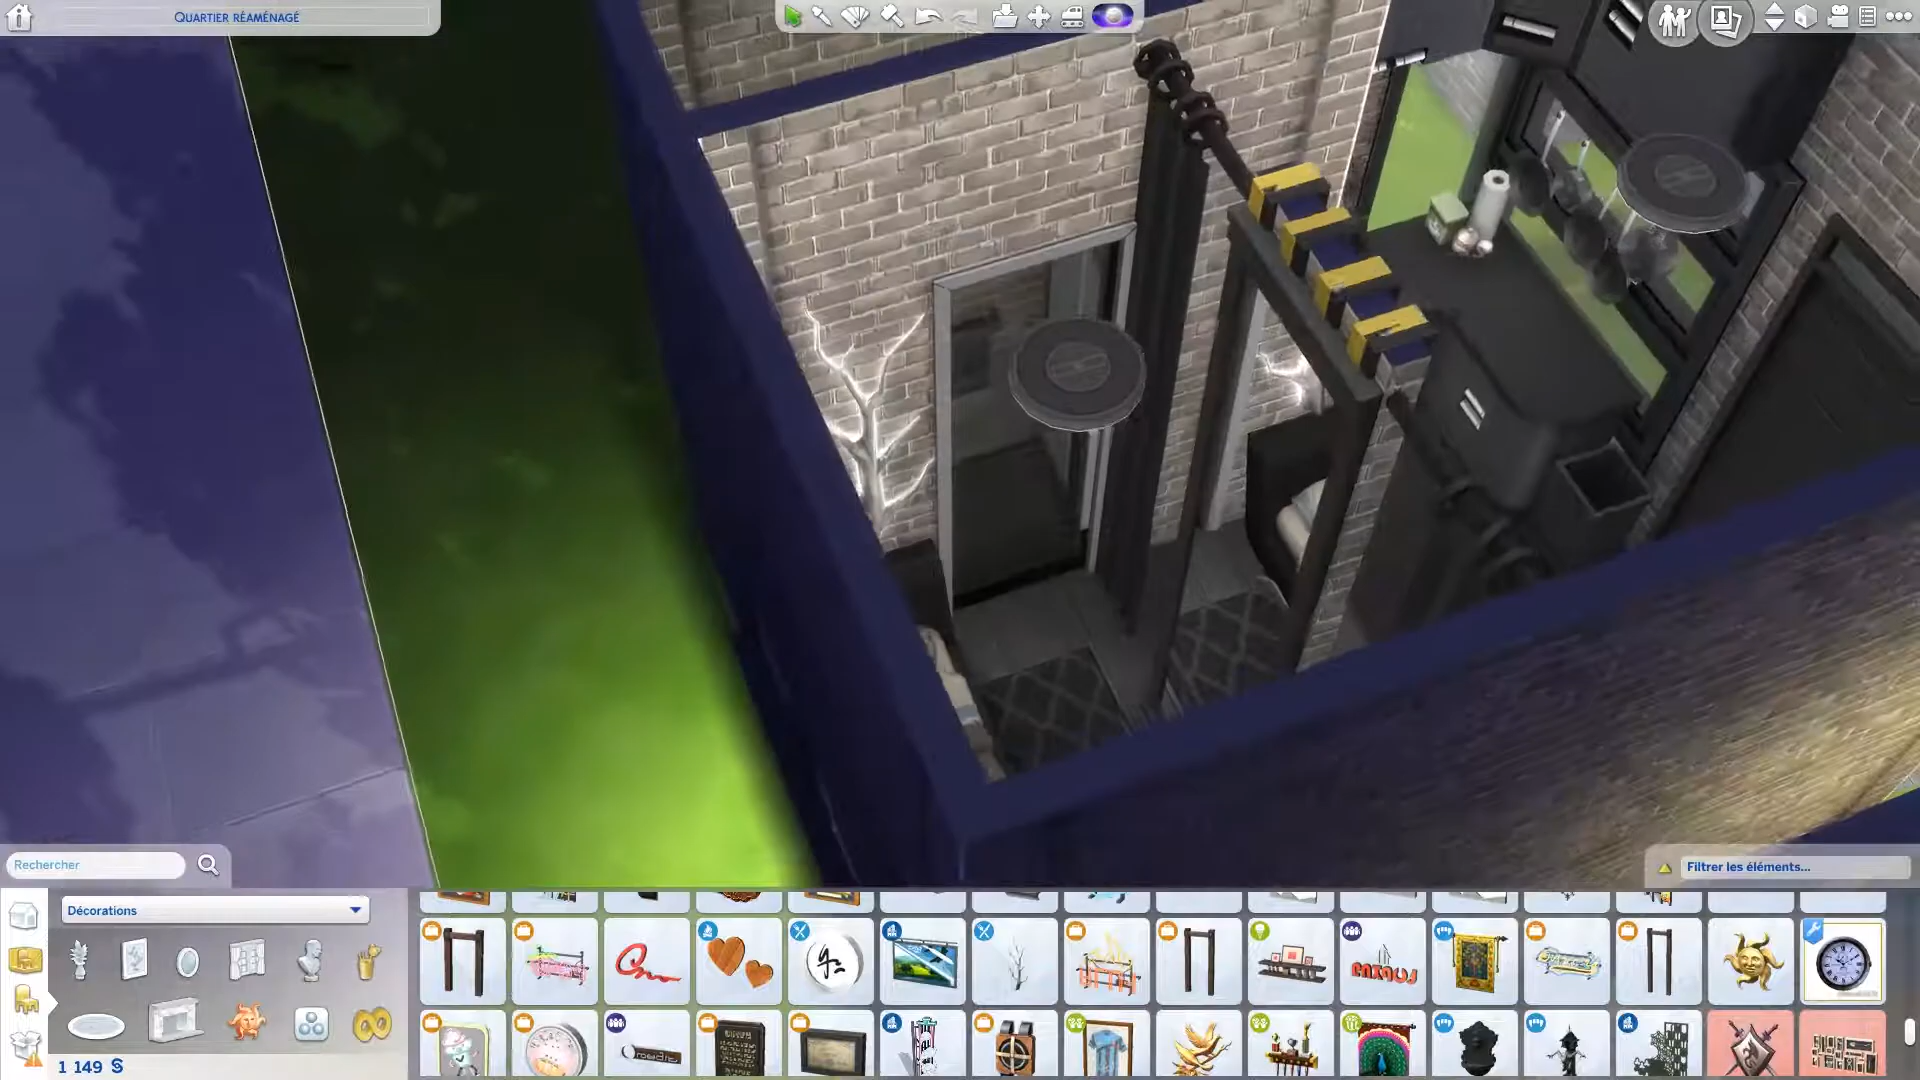 Quartier réaménagé
Rechercher
Filtrer les éléments...
Décorations
1 149 §